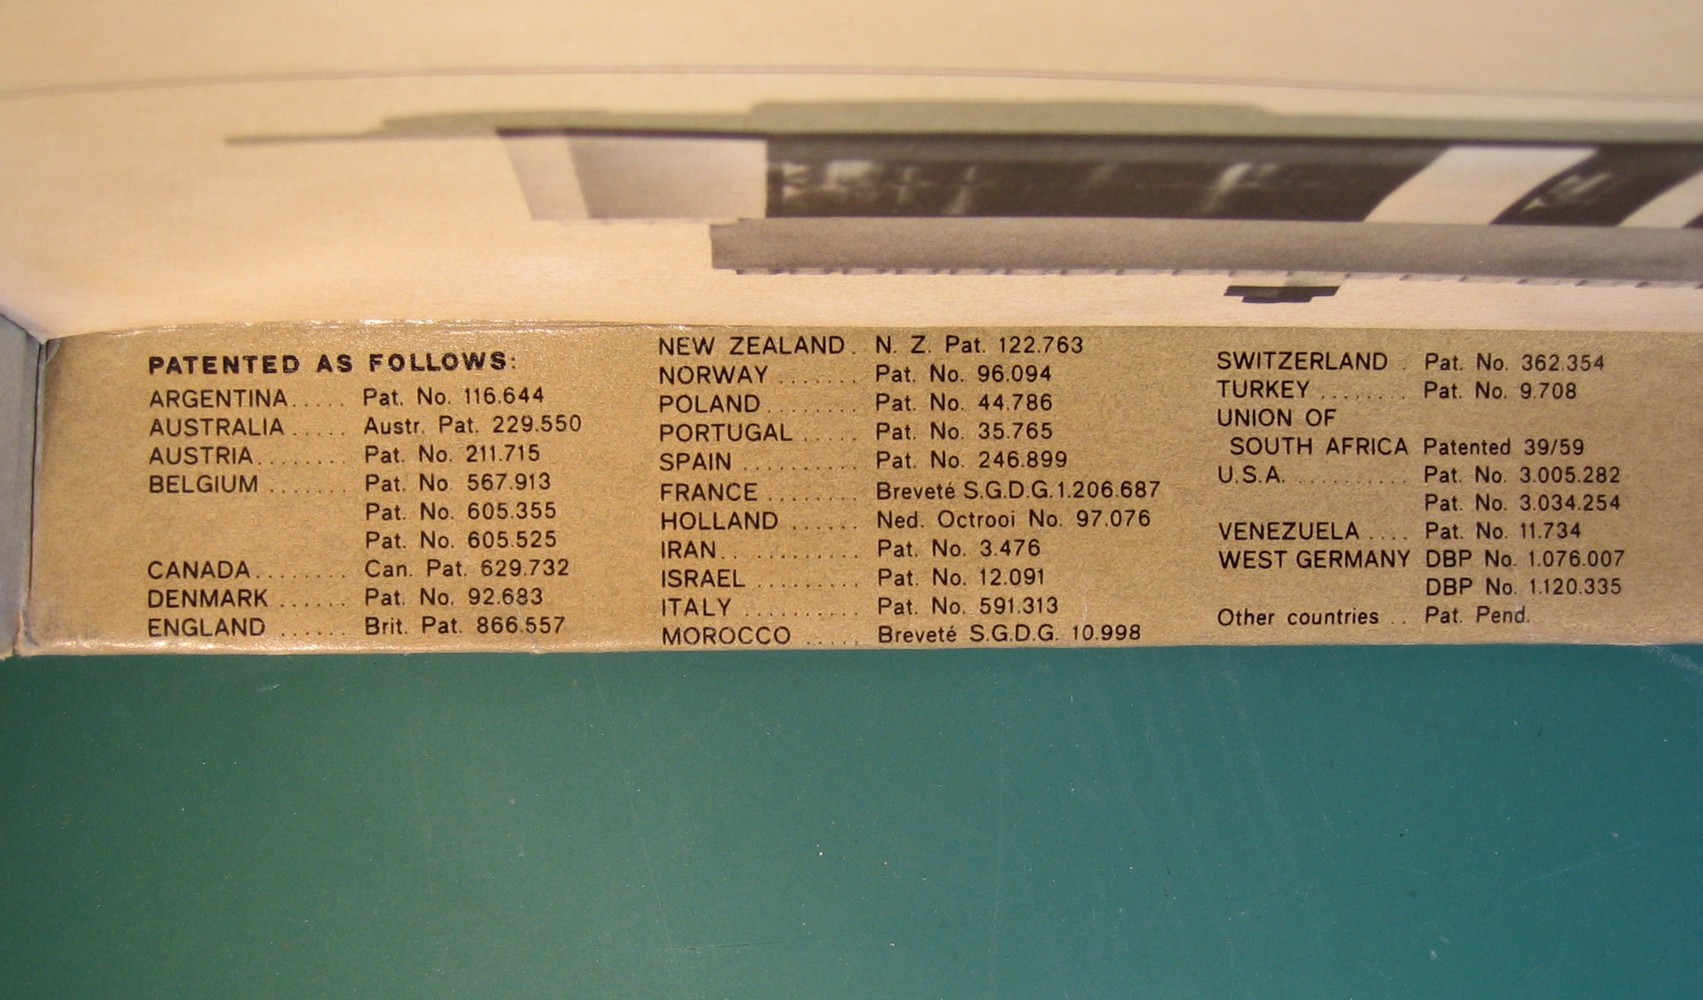 PATENTED AS FOLLOWS:
ARGENTINA..... Pat. No. 116.644
AUSTRALIA ..... Austr. Pat. 229.550
AUSTRIA........ Pat. No. 211.715
BELGIUM ....... Pat. No 567.913
Pat. No. 605.355
Pat. No. 605.525
CANADA........ Can. Pat. 629.732
DENMARK ...... Pat. No. 92.683
ENGLAND ...... Brit. Pat. 866.557
NEW ZEALAND. N. Z. Pat. 122.763
NORWAY ....... Pat. No. 96.094
POLAND........ Pat. No. 44.786
PORTUGAL ..... Pat. No. 35.765
SPAIN .......... Pat. No. 246.899
FRANCE ........ Breveté S.G.D.G.1.206.687
HOLLAND ...... Ned. Octrooi No. 97.076
IRAN............ Pat. No. 3.476
ISRAEL ......... Pat. No. 12.091
ITALY .......... Pat. No. 591.313
MOROCCO ..... Breveté S.G.D.G. 10.998
SWITZERLAND . Pat. No. 362.354
TURKEY ........ Pat. No. 9.708
UNION OF
SOUTH AFRICA Patented 39/59
U.S.A. .......... Pat. No. 3.005.282
Pat. No. 3.034.254
VENEZUELA .... Pat. No. 11.734
WEST GERMANY DBP No. 1.076.007
DBP No. 1.120.335
Other countries .. Pat. Pend.